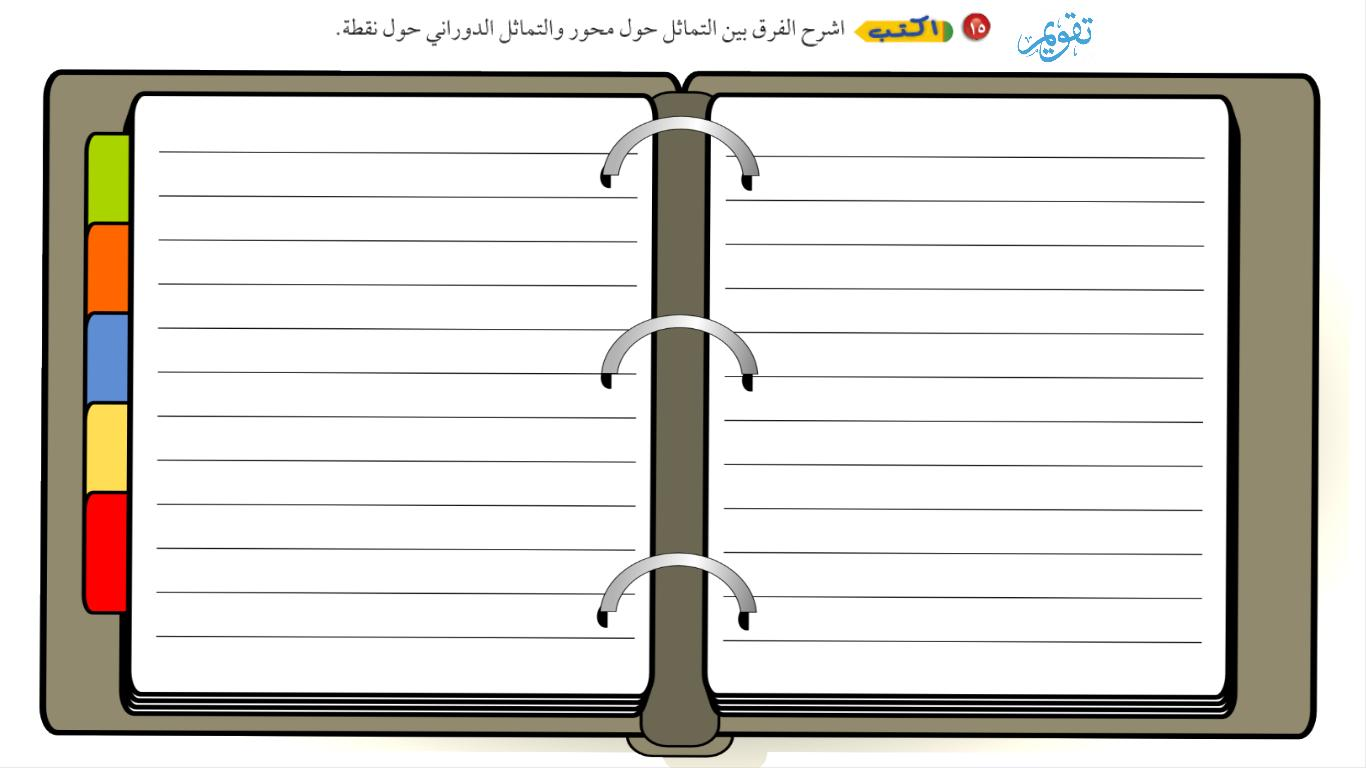 تقويم
١٥ اكتب اشرح الفرق بين التماثل حول محور والتماثل الدوراني حول نقطة.